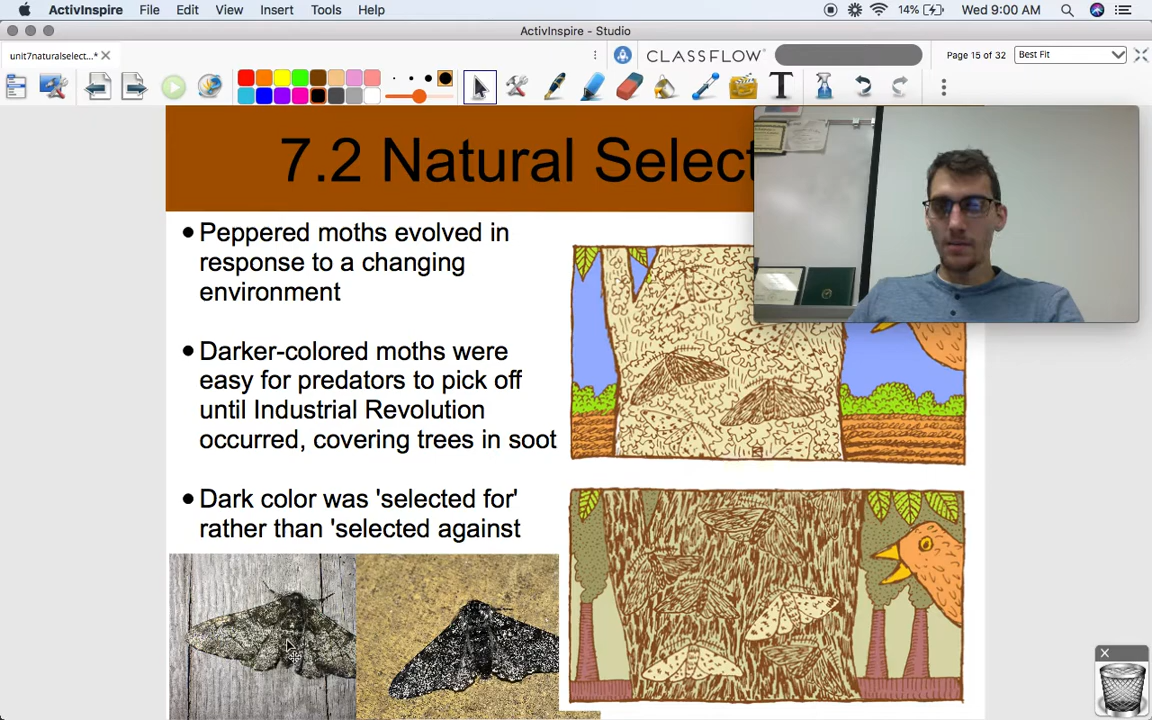 ActivInspire File Edit View Insert Tools Help 14% Wed 9:00 AM
ActivInspire - Studio
unit7naturalselect...* CLASSFLOW Page 15 of 32 Best Fit
7.2 Natural Select
• Peppered moths evolved in
response to a changing
environment
• Darker-colored moths were
easy for predators to pick off
until Industrial Revolution
occurred, covering trees in soot
• Dark color was 'selected for'
rather than 'selected against